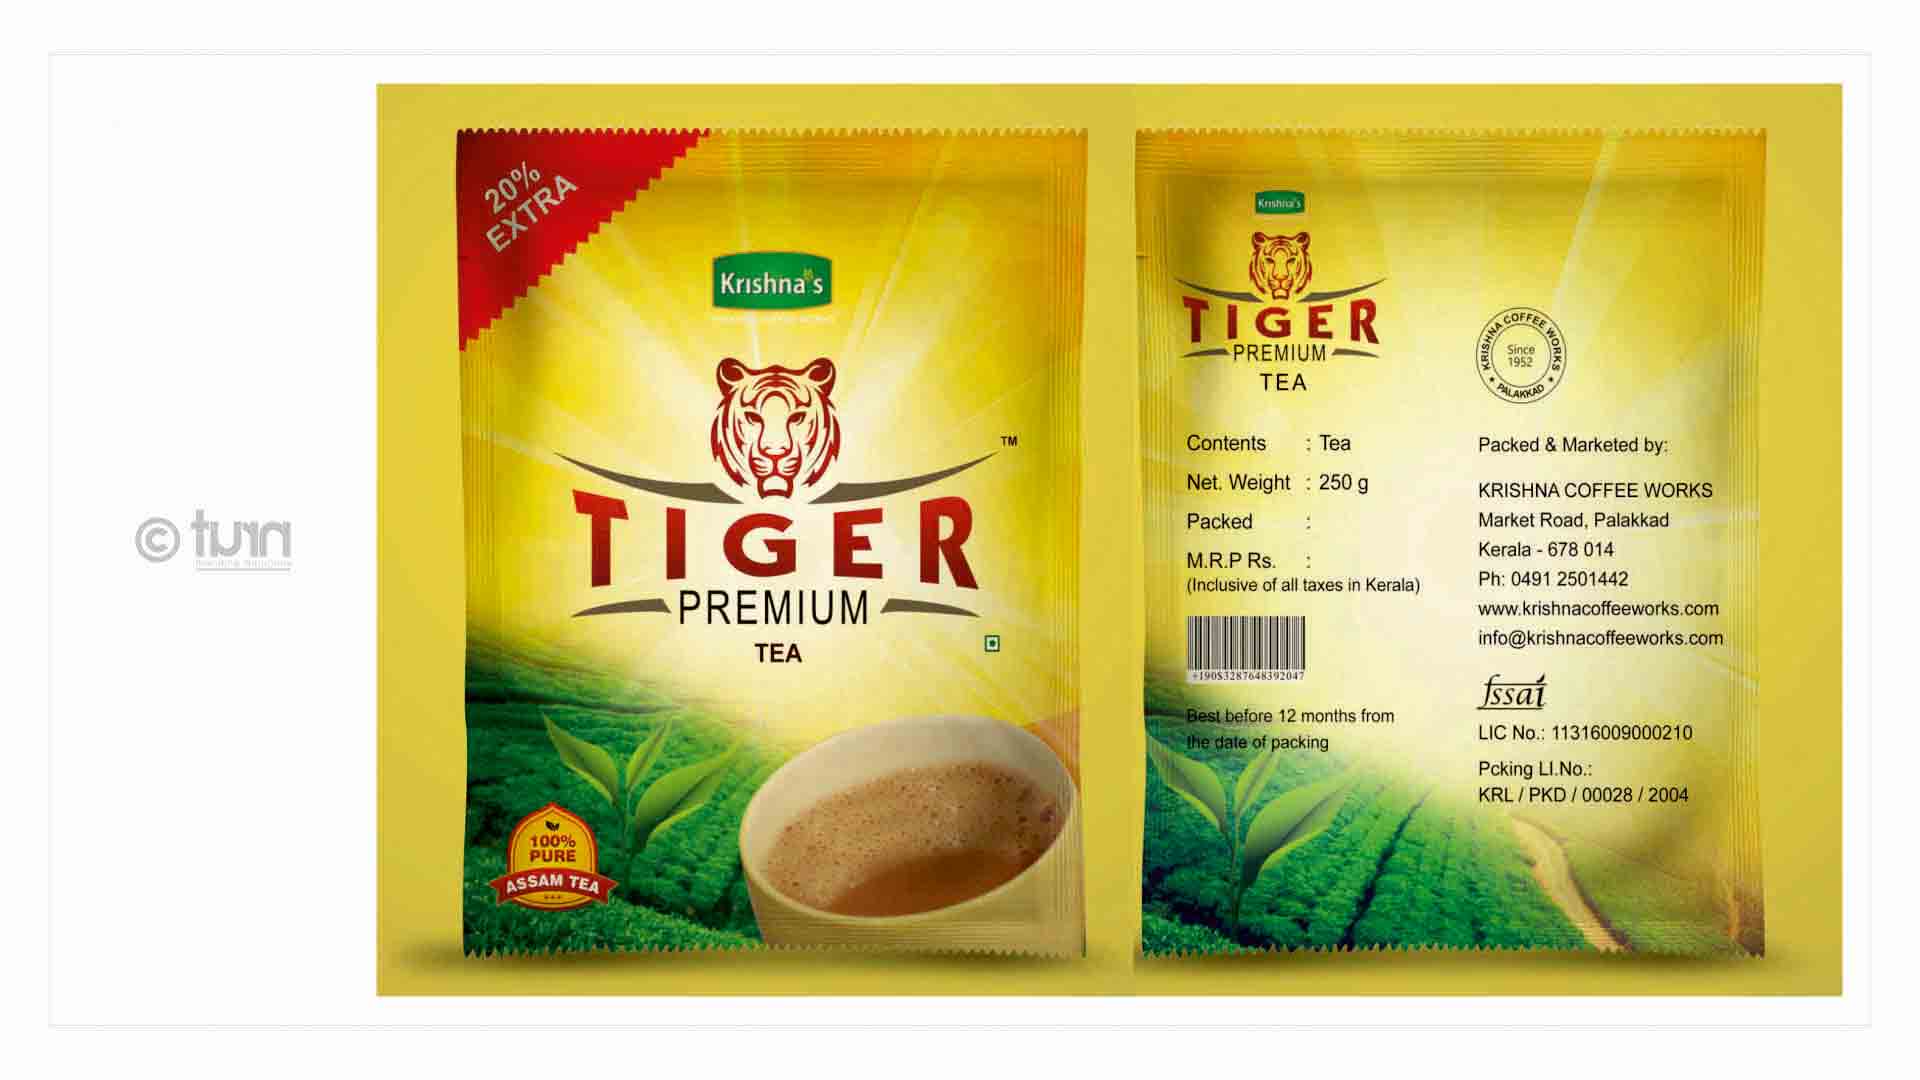 © turn
Branding Solutions
20%
EXTRA
Krishna's
TM
TIGER
PREMIUM
TEA
100%
PURE
ASSAM TEA
Krishna's
TIGER
PREMIUM
TEA
KRISHNA COFFEE WORKS
Since
1952
PALAKKAD
Contents : Tea
Net. Weight : 250 g
Packed :
M.R.P Rs. :
(Inclusive of all taxes in Kerala)
+19053287648392047
Best before 12 months from
the date of packing
Packed & Marketed by:
KRISHNA COFFEE WORKS
Market Road, Palakkad
Kerala - 678 014
Ph: 0491 2501442
www.krishnacoffeeworks.com
info@krishnacoffeeworks.com
fssai
LIC No.: 11316009000210
Pcking LI.No.:
KRL / PKD / 00028 / 2004